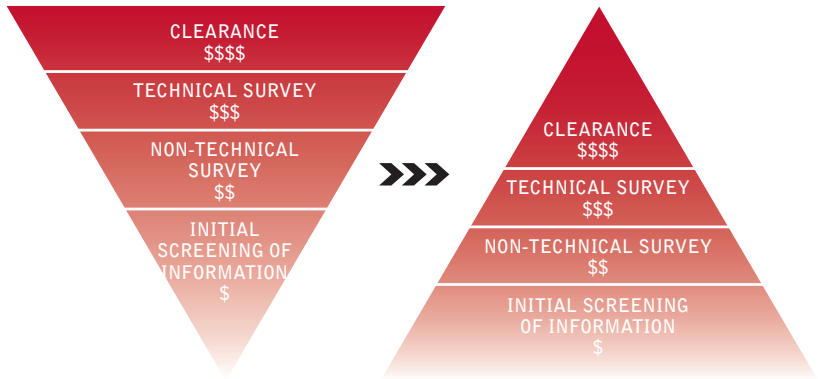 CLEARANCE
$$$$
TECHNICAL SURVEY
$$$
NON-TECHNICAL
SURVEY
$$
INITIAL
SCREENING OF
INFORMATION
$
CLEARANCE
$$$$
TECHNICAL SURVEY
$$$
NON-TECHNICAL SURVEY
$$
INITIAL SCREENING
OF INFORMATION
$